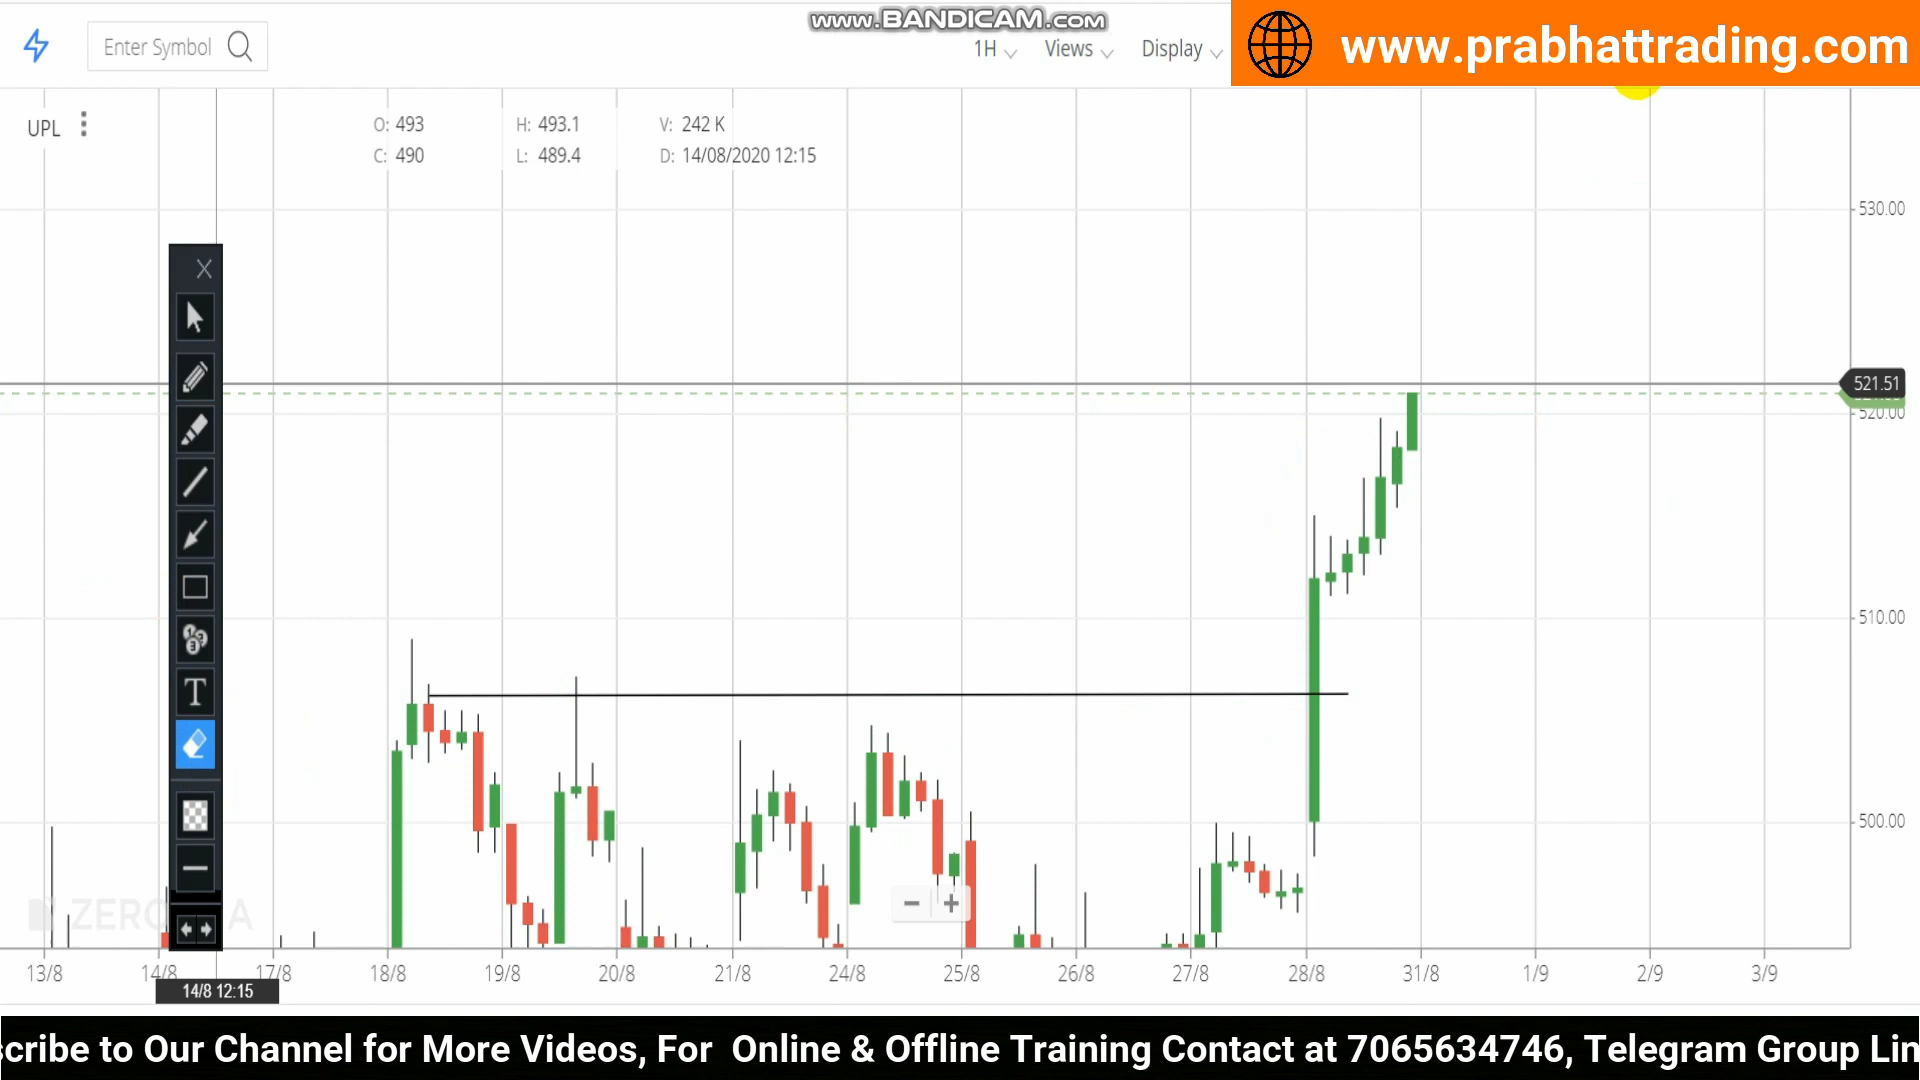 www.BANDICAM.com
Enter Symbol
1H Views Display
www.prabhattrading.com
UPL
O: 493 H: 493.1 V: 242 K
C: 490 L: 489.4 D: 14/08/2020 12:15
530.00
521.51
520.00
510.00
500.00
T
13/8 14/8 17/8 18/8 19/8 20/8 21/8 24/8 25/8 26/8 27/8 28/8 31/8 1/9 2/9 3/9
14/8 12:15
scribe to Our Channel for More Videos, For Online & Offline Training Contact at 7065634746, Telegram Group Lin